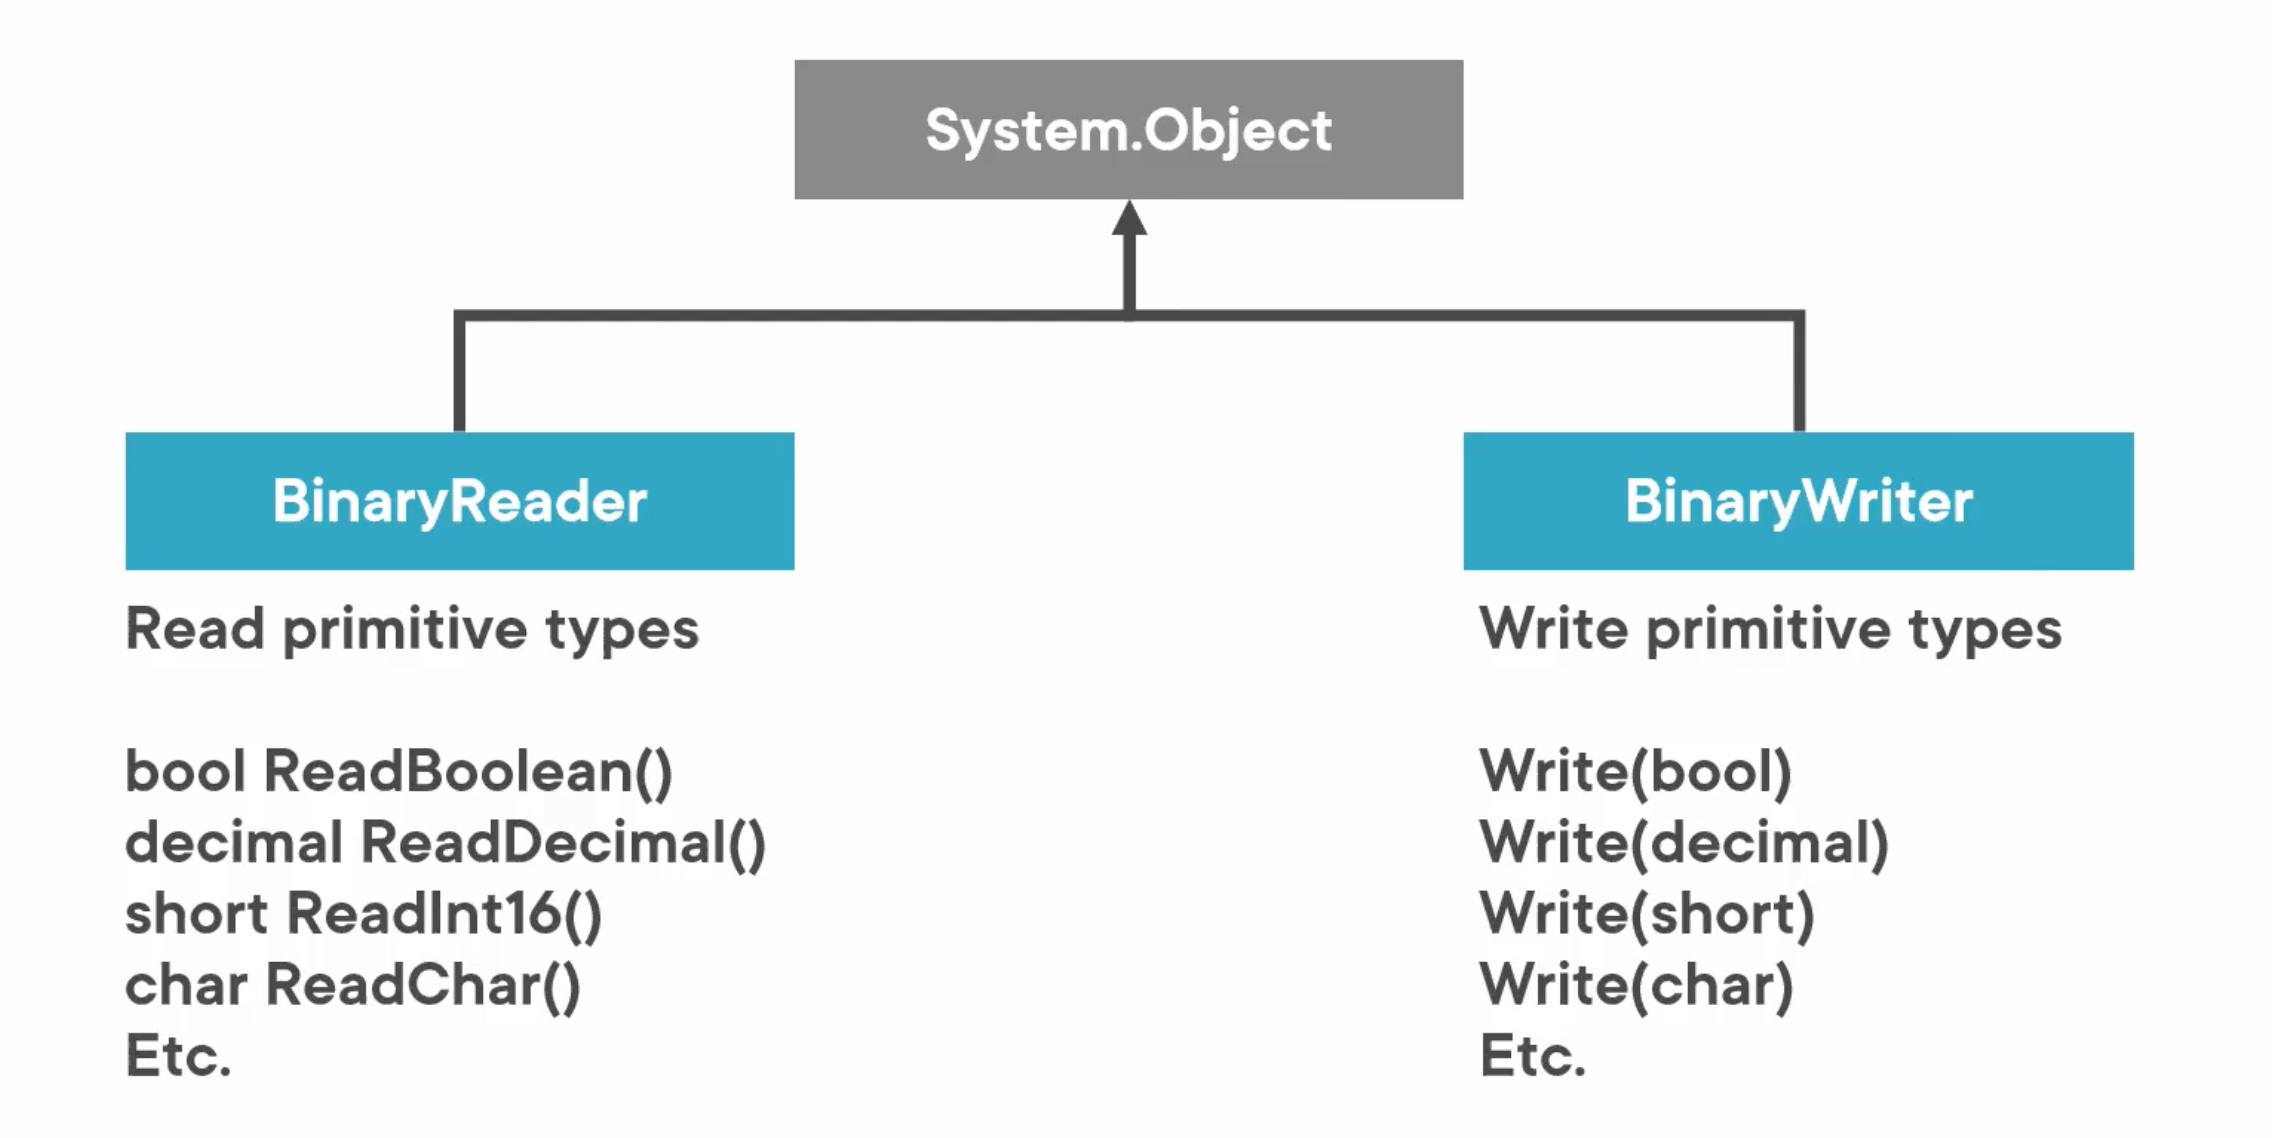 System.Object
BinaryReader
Read primitive types
bool ReadBoolean()
decimal ReadDecimal()
short ReadInt16()
char ReadChar()
Etc.
BinaryWriter
Write primitive types
Write(bool)
Write(decimal)
Write(short)
Write(char)
Etc.